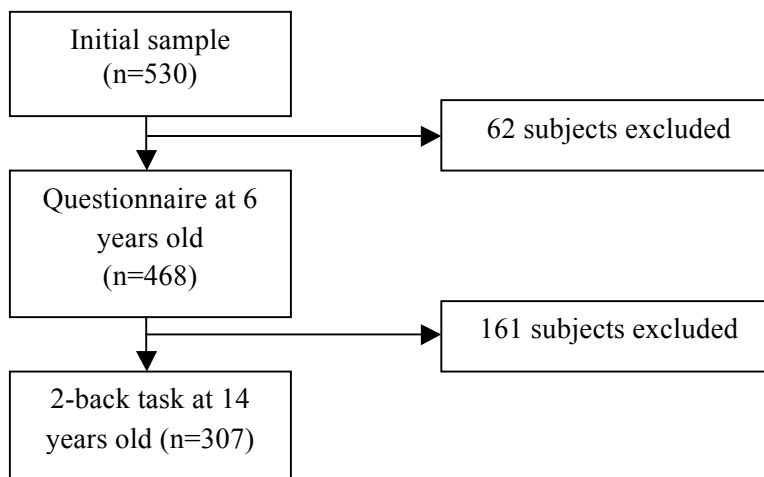 Initial sample
(n=530)
62 subjects excluded
Questionnaire at 6
years old
(n=468)
161 subjects excluded
2-back task at 14
years old (n=307)